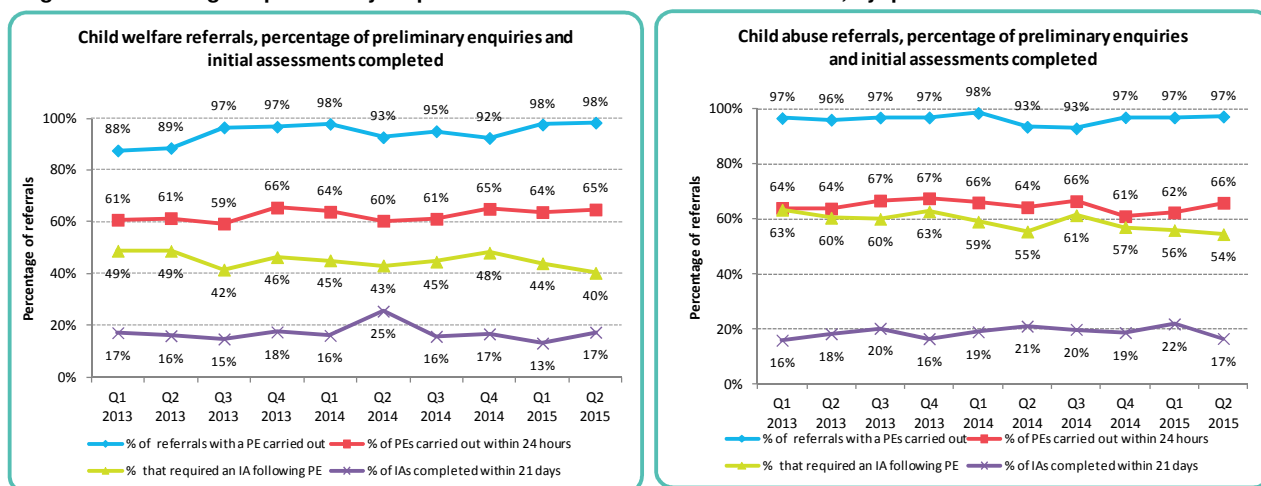 Child welfare referrals, percentage of preliminary enquiries and
initial assessments completed
Percentage of referrals
100%
80%
60%
40%
20%
0%
88% 89% 97% 97% 98% 93% 95% 92% 98% 98%
61% 61% 59% 66% 64% 60% 61% 65% 64% 65%
49% 49% 42% 46% 45% 43% 45% 48% 44% 40%
17% 16% 15% 18% 16% 25% 16% 17% 13% 17%
Q1 Q2 Q3 Q4 Q1 Q2 Q3 Q4 Q1 Q2
2013 2013 2013 2013 2014 2014 2014 2014 2015 2015
% of referrals with a PE carried out % of PEs carried out within 24 hours
% that required an IA following PE % of IAs completed within 21 days
Child abuse referrals, percentage of preliminary enquiries
and initial assessments completed
Percentage of referrals
100%
80%
60%
40%
20%
0%
97% 96% 97% 97% 98% 93% 93% 97% 97% 97%
64% 64% 67% 67% 66% 64% 66% 61% 62% 66%
63% 60% 60% 63% 59% 55% 61% 57% 56% 54%
16% 18% 20% 16% 19% 21% 20% 19% 22% 17%
Q1 Q2 Q3 Q4 Q1 Q2 Q3 Q4 Q1 Q2
2013 2013 2013 2013 2014 2014 2014 2014 2015 2015
% of referrals with a PEs carried out % of PEs carried out within 24 hours
% that required an IA following PE % of IAs completed within 21 days